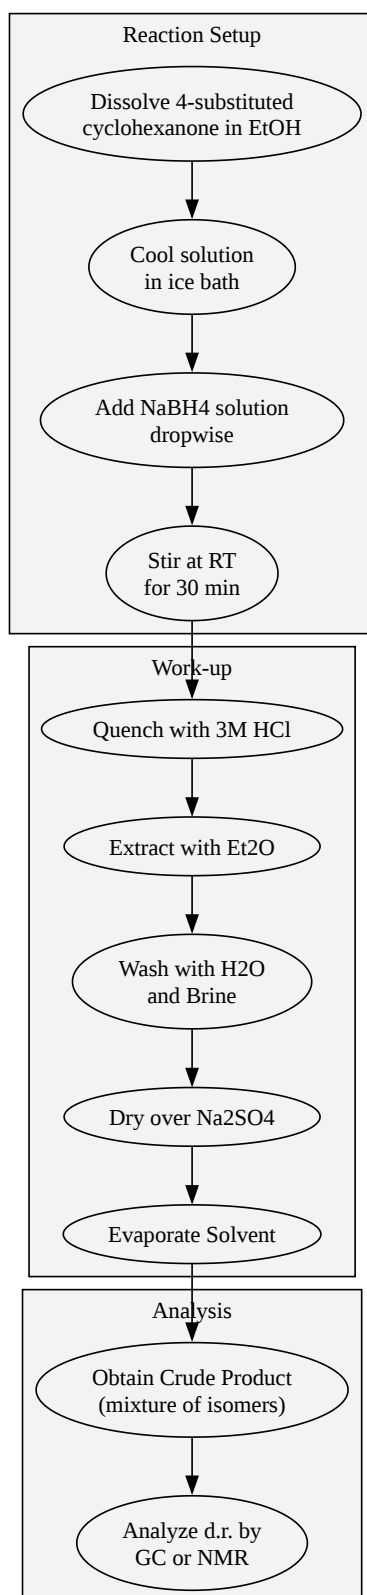 Reaction Setup
Dissolve 4-substituted
cyclohexanone in EtOH
Cool solution
in ice bath
Add NaBH4 solution
dropwise
Stir at RT
for 30 min
Work-up
Quench with 3M HCl
Extract with Et2O
Wash with H2O
and Brine
Dry over Na2SO4
Evaporate Solvent
Analysis
Obtain Crude Product
(mixture of isomers)
Analyze d.r. by
GC or NMR